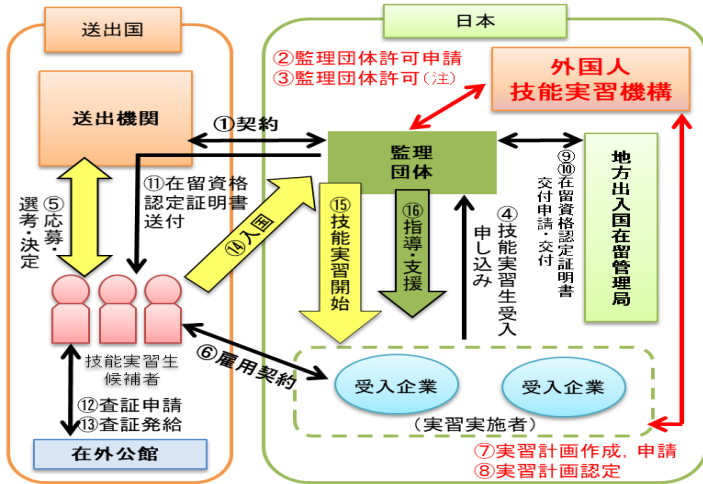 送出国
日本
②監理団体許可申請
③監理団体許可(注)
外国人
技能実習機構
送出機関
①契約
監理
団体
地方出入国在留管理局
⑨⑩在留資格認定証明書
交付申請・交付
⑪在留資格
認定証明書
送付
⑤応募・
選考・決定
⑭入国
⑮技能実習開始
⑯指導・支援
④技能実習生受入
申し込み
技能実習生
候補者
⑥雇用契約
受入企業
受入企業
(実習実施者)
⑫査証申請
⑬査証発給
在外公館
⑦実習計画作成，申請
⑧実習計画認定